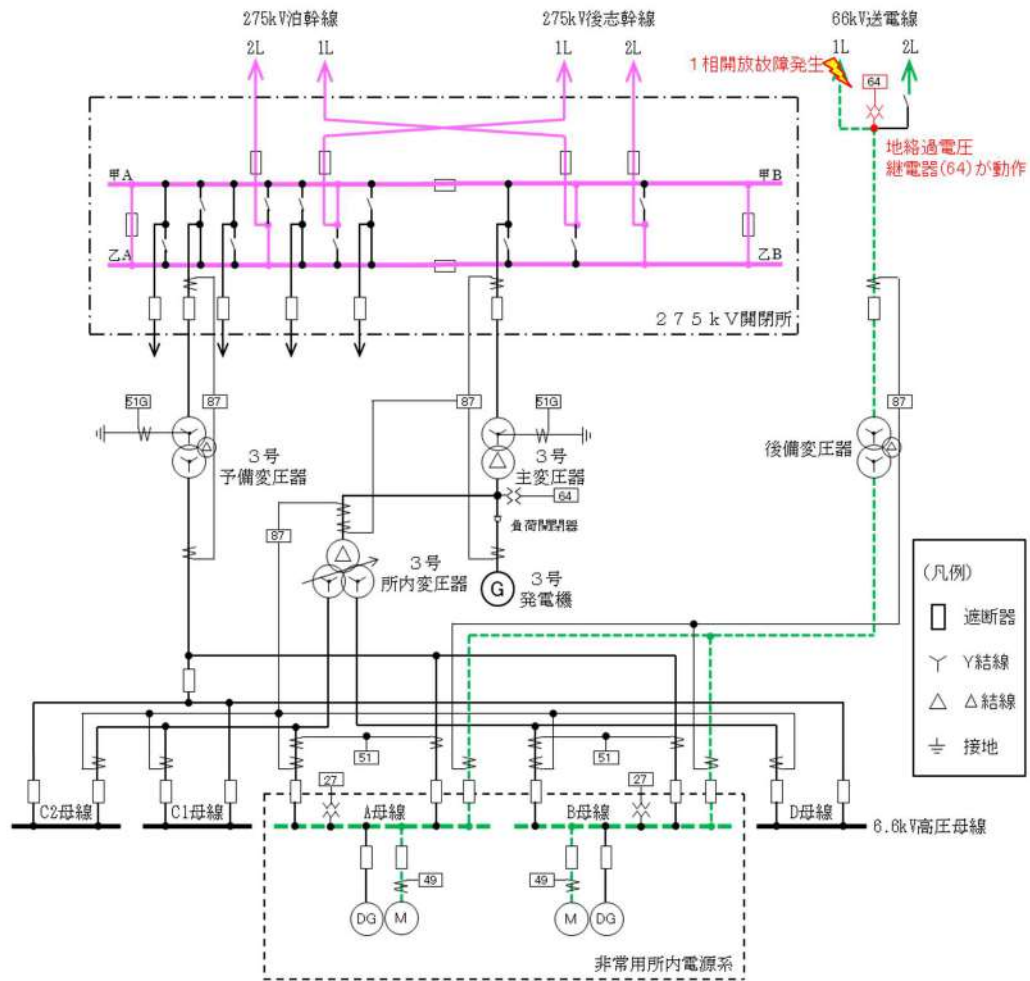 275kV泊幹線
275kV後志幹線
66kV送電線
2L
1L
1L
2L
1L
2L
1相開放故障発生
64
地絡過電圧
継電器(64)が動作
甲A
甲B
乙A
乙B
275kV開閉所
51G
87
87
51G
87
3号
予備変圧器
3号
主変圧器
後備変圧器
64
負荷開閉器
87
3号
所内変圧器
G
3号
発電機
(凡例)
遮断器
Y結線
△結線
接地
51
51
27
27
C2母線
C1母線
A母線
B母線
D母線
6.6kV高圧母線
49
49
DG
M
M
DG
非常用所内電源系